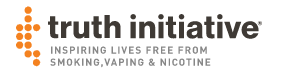 truth initiative®
INSPIRING LIVES FREE FROM
SMOKING, VAPING & NICOTINE